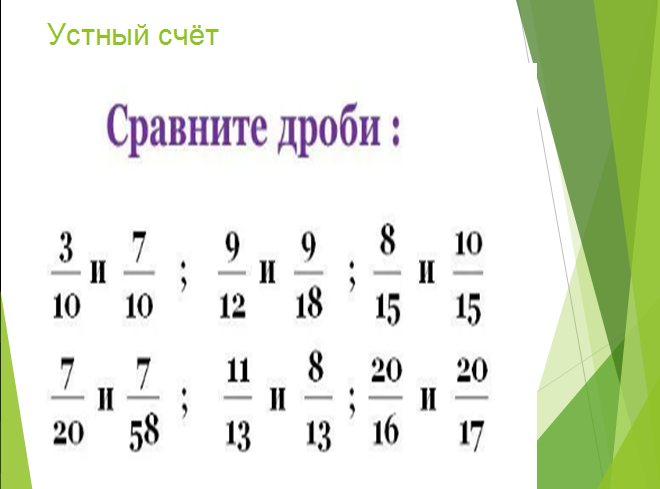 Устный счёт
Сравните дроби :
3/10 и 7/10 ; 9/12 и 9/18 ; 8/15 и 10/15
7/20 и 7/58 ; 11/13 и 8/13 ; 20/16 и 20/17